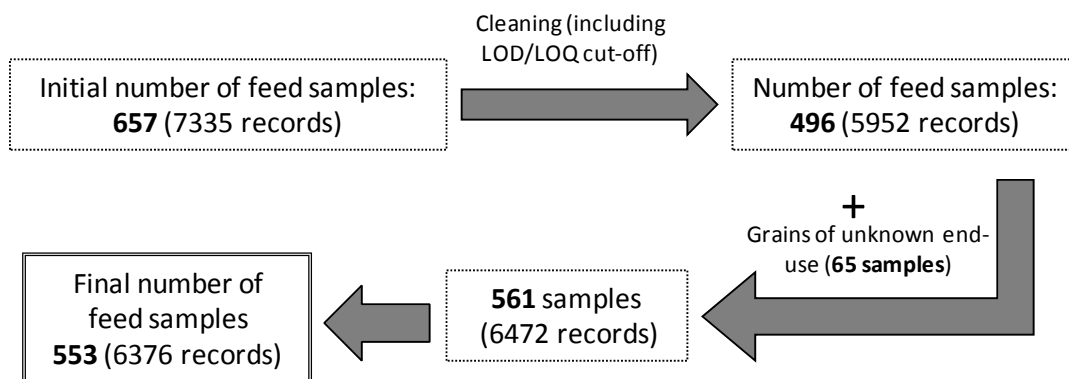 Cleaning (including
LOD/LOQ cut-off)
Initial number of feed samples:
657 (7335 records)
Number of feed samples:
496 (5952 records)
+
Grains of unknown end-
use (65 samples)
561 samples
(6472 records)
Final number of
feed samples
553 (6376 records)